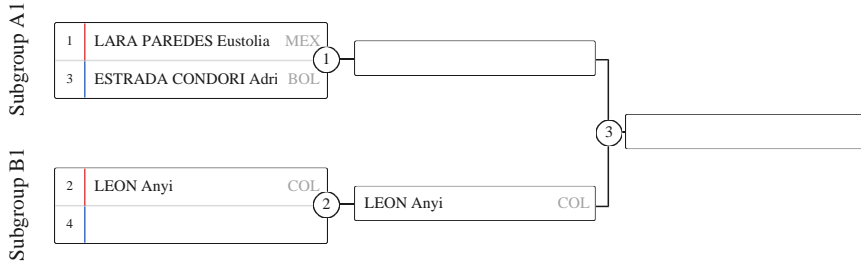 Subgroup A1
1 LARA PAREDES Eustolia MEX
3 ESTRADA CONDORI Adri BOL
1
3
Subgroup B1
2 LEON Anyi COL
4
2
LEON Anyi COL